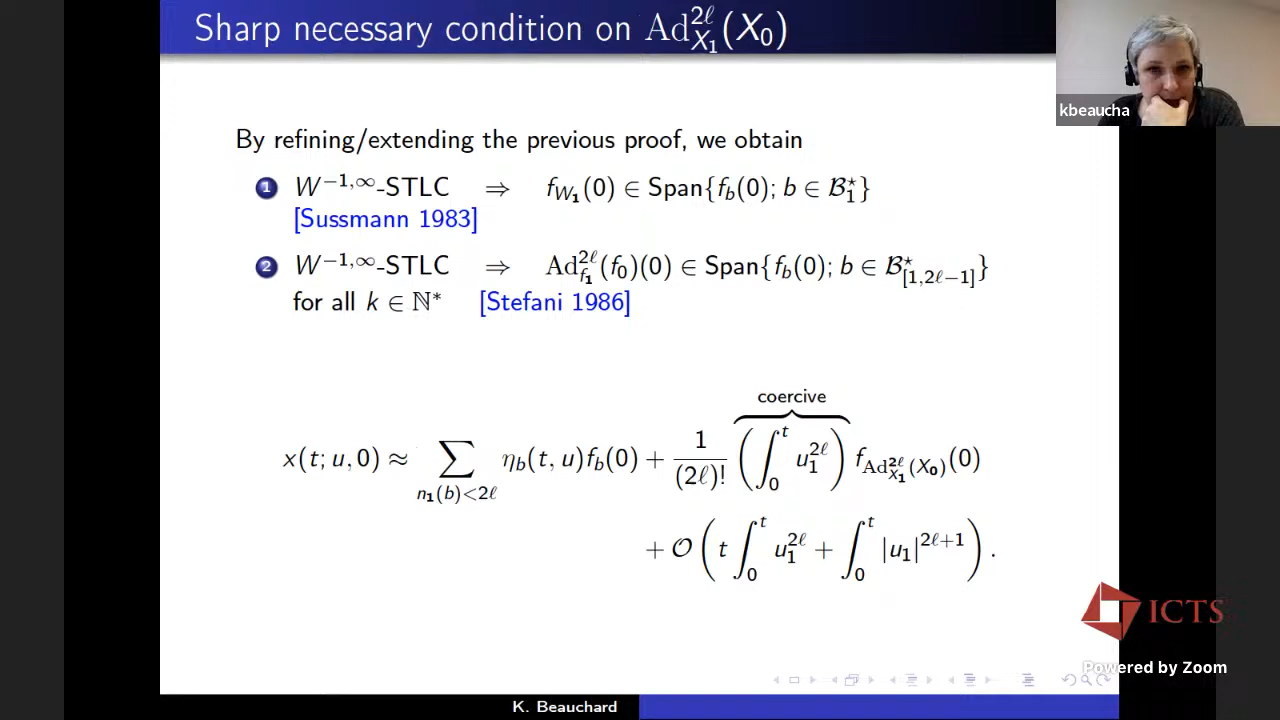 Sharp necessary condition on Ad^{2ℓ}_{X_1}(X_0)
kbeaucha
By refining/extending the previous proof, we obtain
1 W^{−1,∞}-STLC ⇒ f_{W_1}(0) ∈ Span{f_b(0); b ∈ 𝓑^⋆_1}
[Sussmann 1983]
2 W^{−1,∞}-STLC ⇒ Ad^{2ℓ}_{f_1}(f_0)(0) ∈ Span{f_b(0); b ∈ 𝓑^⋆_{[1,2ℓ−1]}}
for all k ∈ ℕ* [Stefani 1986]
coercive
x(t; u, 0) ≈ ∑_{n_1(b)<2ℓ} η_b(t, u)f_b(0) + 1/(2ℓ)! (∫_0^t u_1^{2ℓ}) f_{Ad^{2ℓ}_{X_1}(X_0)}(0)
+ 𝒪 (t ∫_0^t u_1^{2ℓ} + ∫_0^t |u_1|^{2ℓ+1}) .
ICTS
Powered by Zoom
K. Beauchard